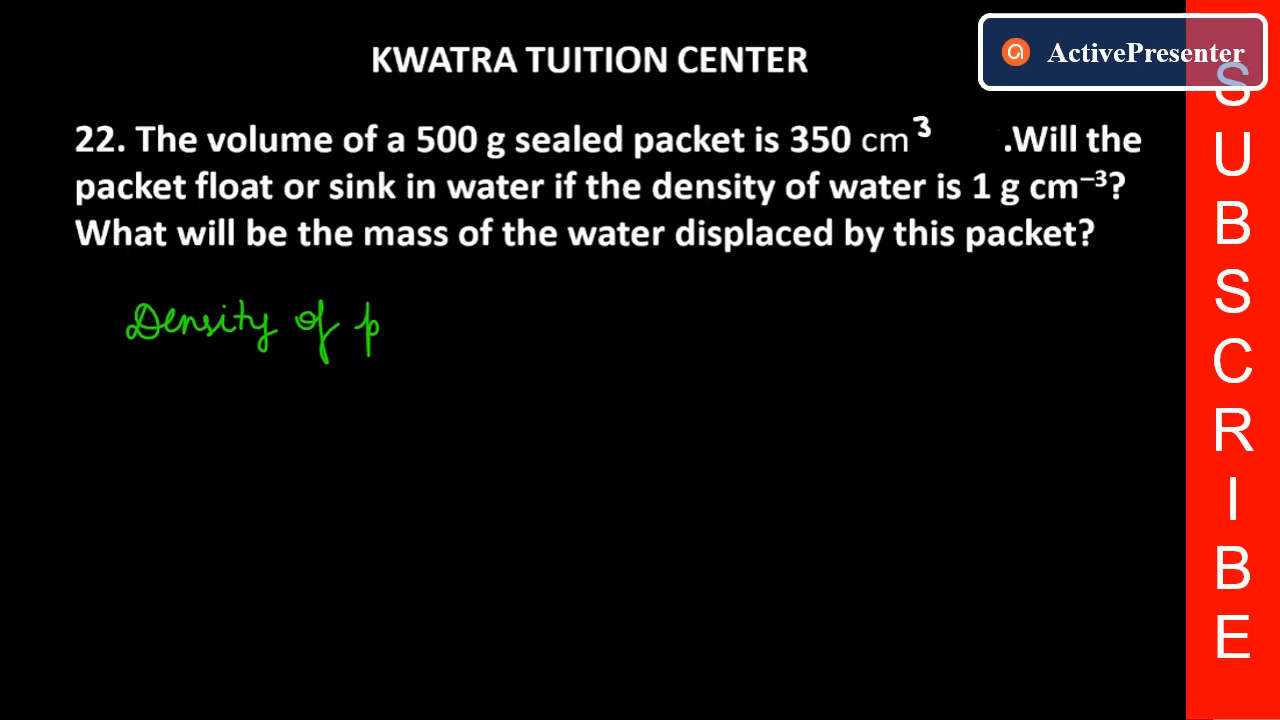 KWATRA TUITION CENTER
ActivePresenter
22. The volume of a 500 g sealed packet is 350 cm³ .Will the
packet float or sink in water if the density of water is 1 g cm⁻³?
What will be the mass of the water displaced by this packet?
Density of p
SUBSCRIBE